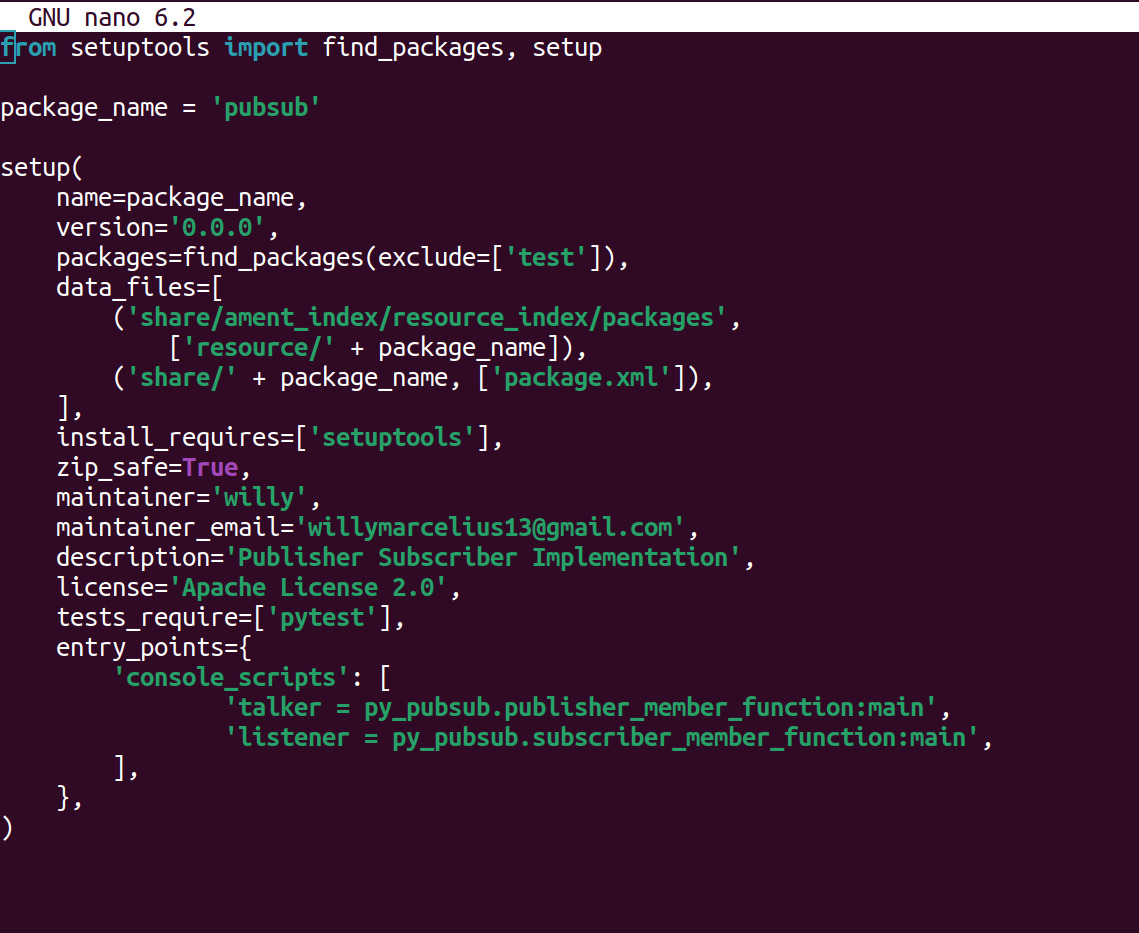 GNU nano 6.2
from setuptools import find_packages, setup

package_name = 'pubsub'

setup(
    name=package_name,
    version='0.0.0',
    packages=find_packages(exclude=['test']),
    data_files=[
        ('share/ament_index/resource_index/packages',
            ['resource/' + package_name]),
        ('share/' + package_name, ['package.xml']),
    ],
    install_requires=['setuptools'],
    zip_safe=True,
    maintainer='willy',
    maintainer_email='willymarcelius13@gmail.com',
    description='Publisher Subscriber Implementation',
    license='Apache License 2.0',
    tests_require=['pytest'],
    entry_points={
        'console_scripts': [
                'talker = py_pubsub.publisher_member_function:main',
                'listener = py_pubsub.subscriber_member_function:main',
        ],
    },
)